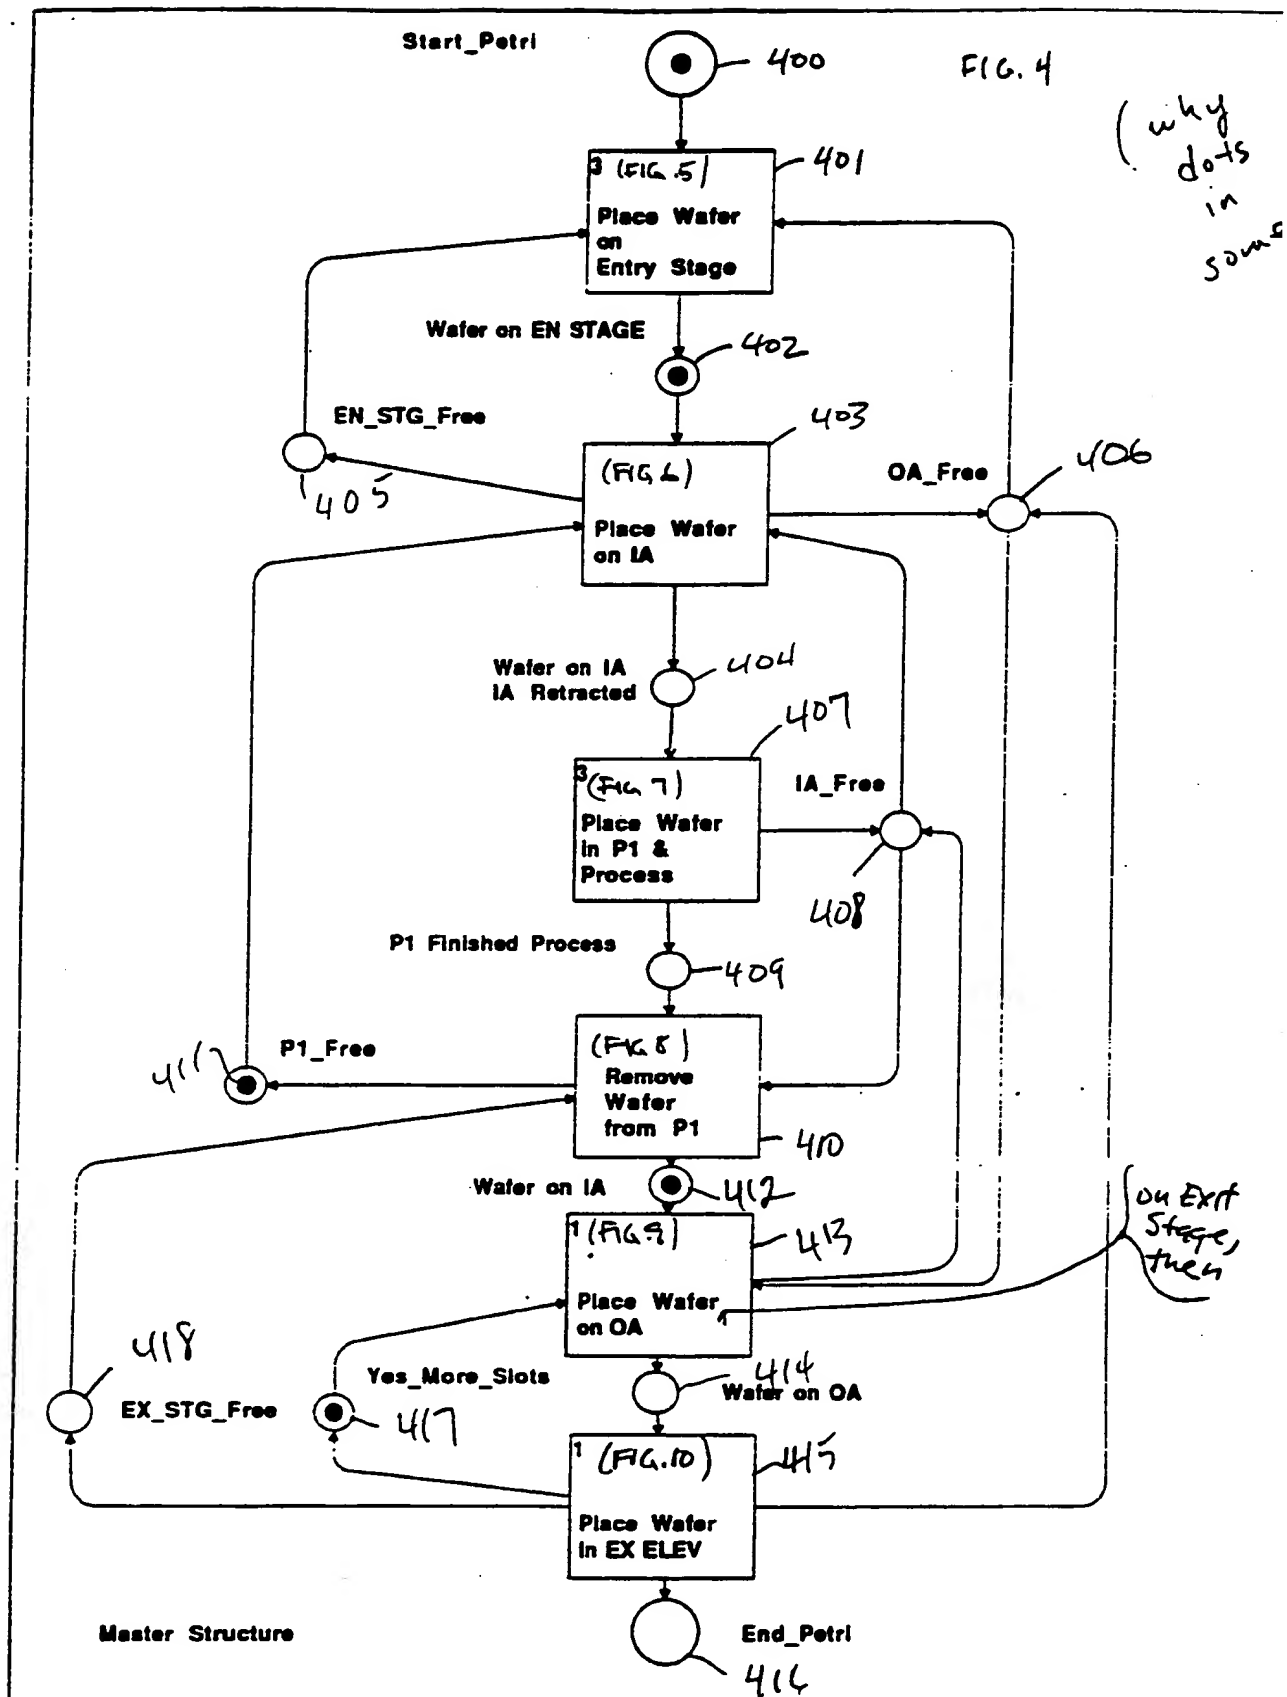 Start_Petri
400
FIG. 4
(why
dots
in
401
3 (FIG. 5)
Place Wafer
on
Entry Stage
Wafer on EN STAGE
402
EN_STG_Free
405
403
(FIG 6)
Place Wafer
on IA
OA_Free
406
Wafer on IA
IA Retracted
404
407
3 (FIG 7)
Place Wafer
in P1 &
Process
IA_Free
408
P1 Finished Process
409
P1_Free
411
(FIG 8)
Remove
Wafer
from P1
410
Wafer on IA
412
1 (FIG. 9)
413
Place Wafer
on OA
on Exit
Stage,
then
418
EX_STG_Free
Yes_More_Slots
417
414
Wafer on OA
1 (FIG. 10)
415
Place Wafer
in EX ELEV
Master Structure
End_Petri
416